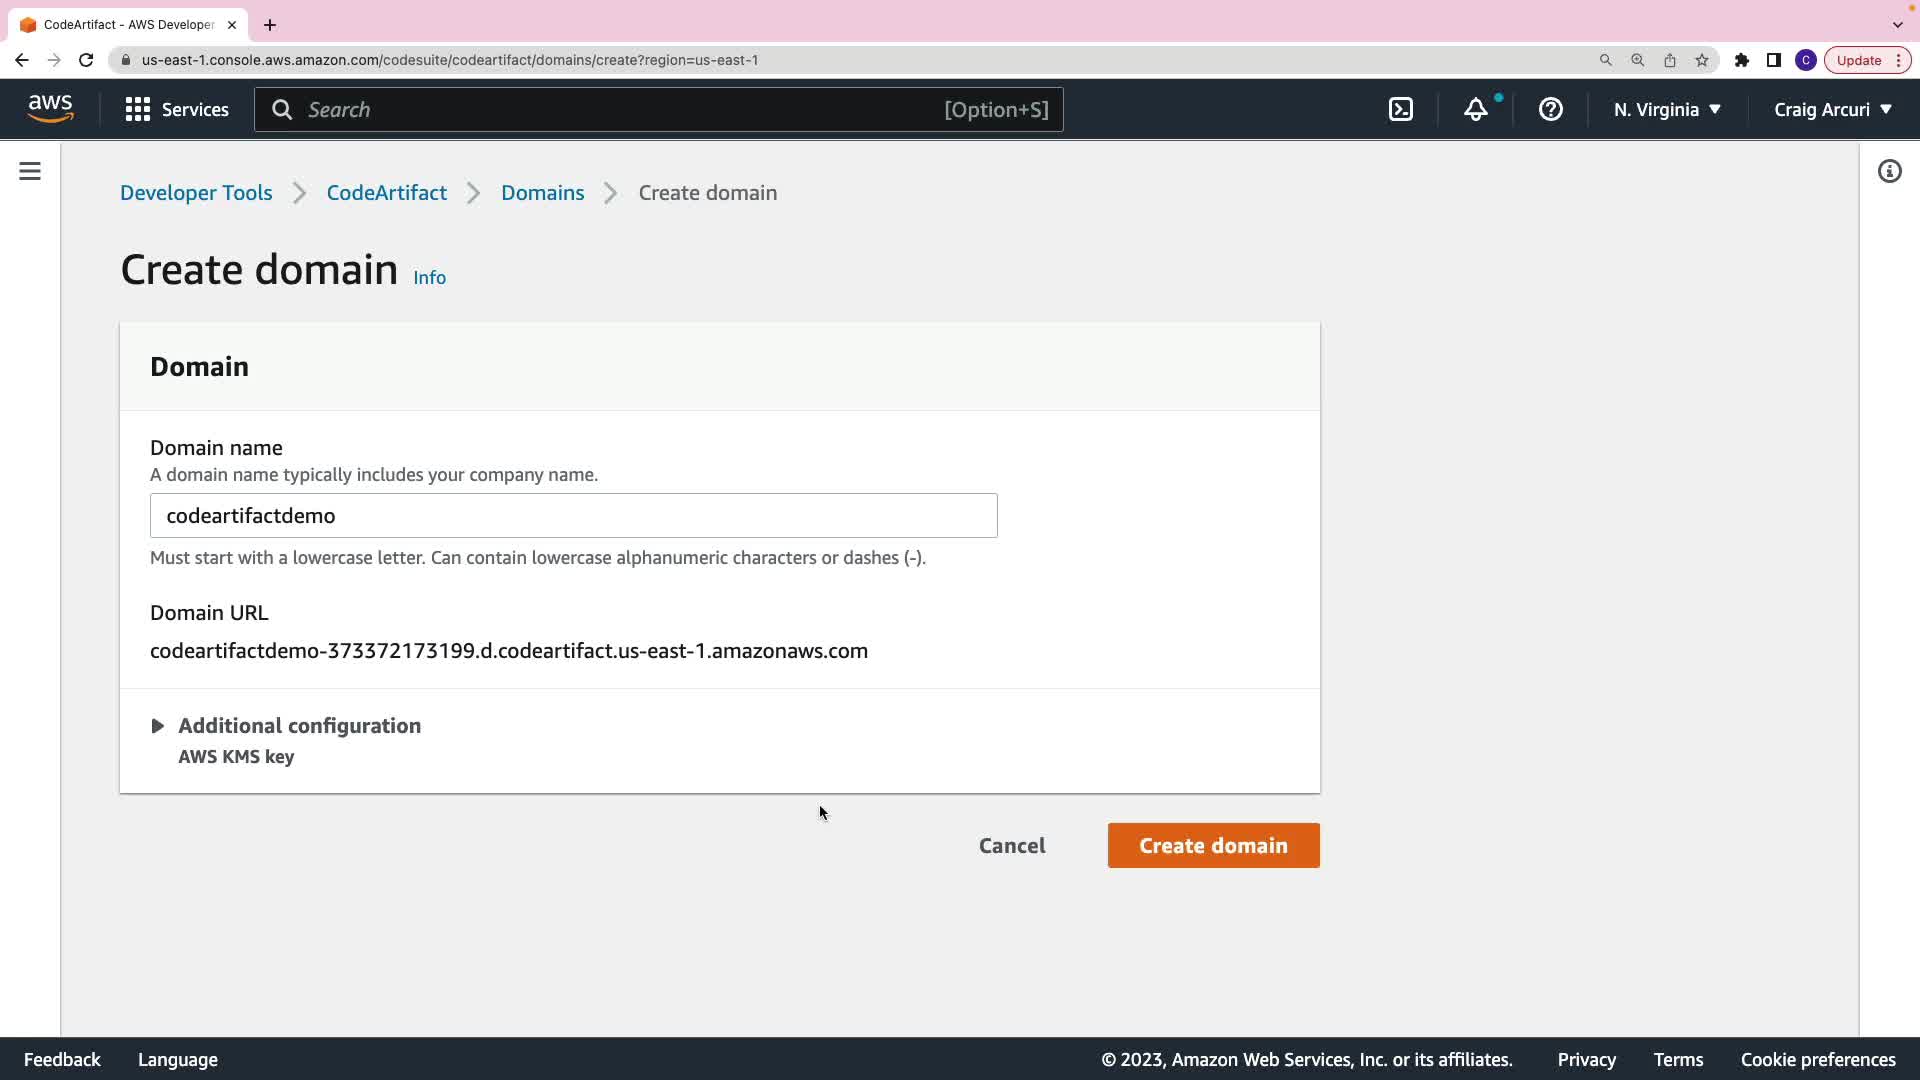 CodeArtifact - AWS Developer
us-east-1.console.aws.amazon.com/codesuite/codeartifact/domains/create?region=us-east-1
C
Update
aws
Services
Search
[Option+S]
N. Virginia
Craig Arcuri
Developer Tools
CodeArtifact
Domains
Create domain
Create domain
Info
Domain
Domain name
A domain name typically includes your company name.
codeartifactdemo
Must start with a lowercase letter. Can contain lowercase alphanumeric characters or dashes (-).
Domain URL
codeartifactdemo-373372173199.d.codeartifact.us-east-1.amazonaws.com
Additional configuration
AWS KMS key
Cancel
Create domain
Feedback
Language
© 2023, Amazon Web Services, Inc. or its affiliates.
Privacy
Terms
Cookie preferences